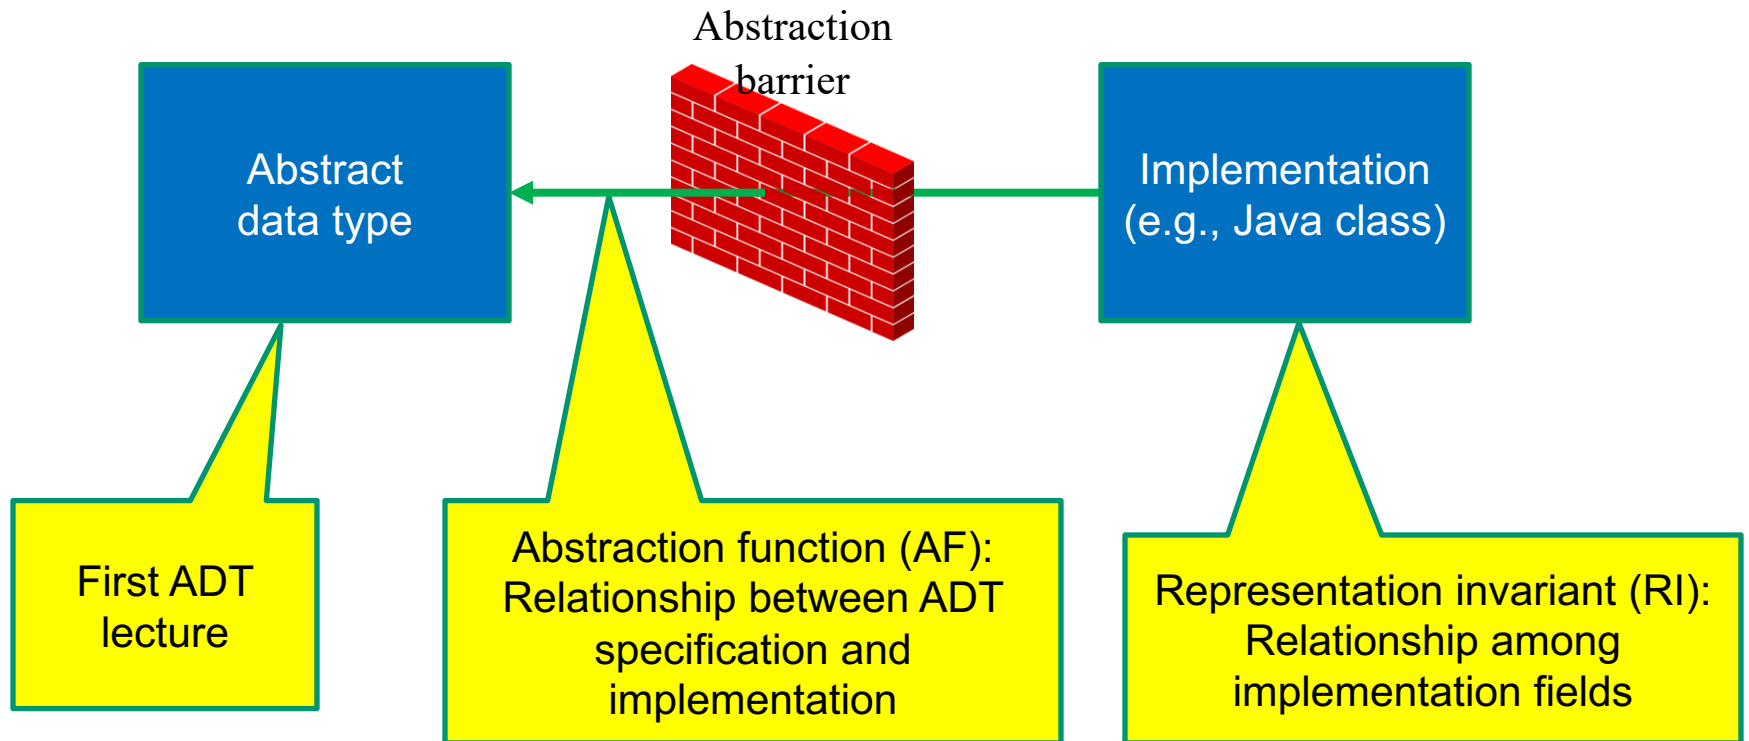 Abstraction
barrier
Abstract
data type
Implementation
(e.g., Java class)
First ADT
lecture
Abstraction function (AF):
Relationship between ADT
specification and
implementation
Representation invariant (RI):
Relationship among
implementation fields